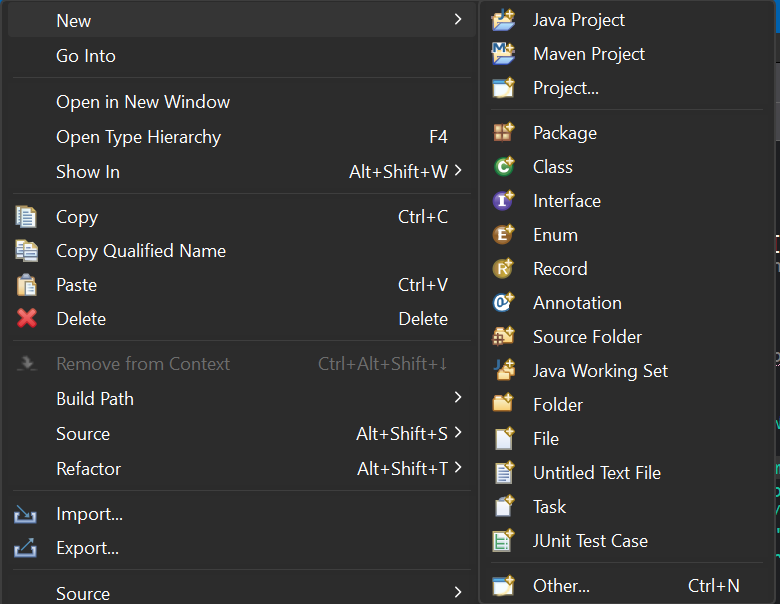 New
Go Into
Open in New Window
Open Type Hierarchy F4
Show In Alt+Shift+W
Copy Ctrl+C
Copy Qualified Name
Paste Ctrl+V
Delete Delete
Remove from Context Ctrl+Alt+Shift+↓
Build Path
Source Alt+Shift+S
Refactor Alt+Shift+T
Import...
Export...
Source
Java Project
Maven Project
Project...
Package
Class
Interface
Enum
Record
Annotation
Source Folder
Java Working Set
Folder
File
Untitled Text File
Task
JUnit Test Case
Other... Ctrl+N